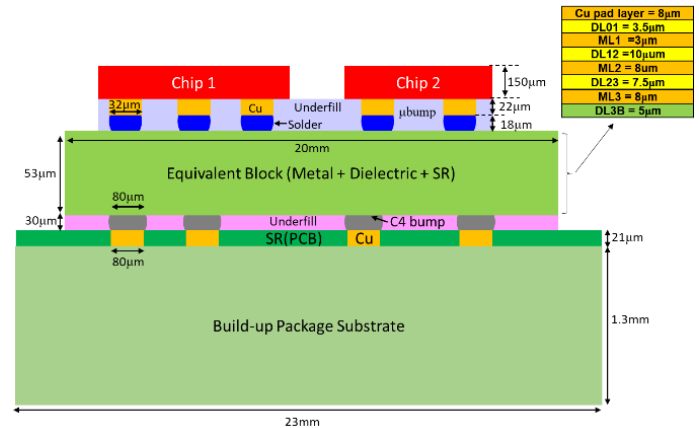 Cu pad layer = 8μm
DL01 = 3.5μm
ML1 =3μm
DL12 =10μum
ML2 = 8um
DL23 = 7.5μm
ML3 = 8μm
DL3B = 5μm
Chip 1
Chip 2
150μm
32μm
Cu
Underfill
μbump
22μm
Solder
18μm
20mm
53μm
Equivalent Block (Metal + Dielectric + SR)
80μm
30μm
Underfill
C4 bump
SR(PCB)
Cu
21μm
80μm
1.3mm
Build-up Package Substrate
23mm